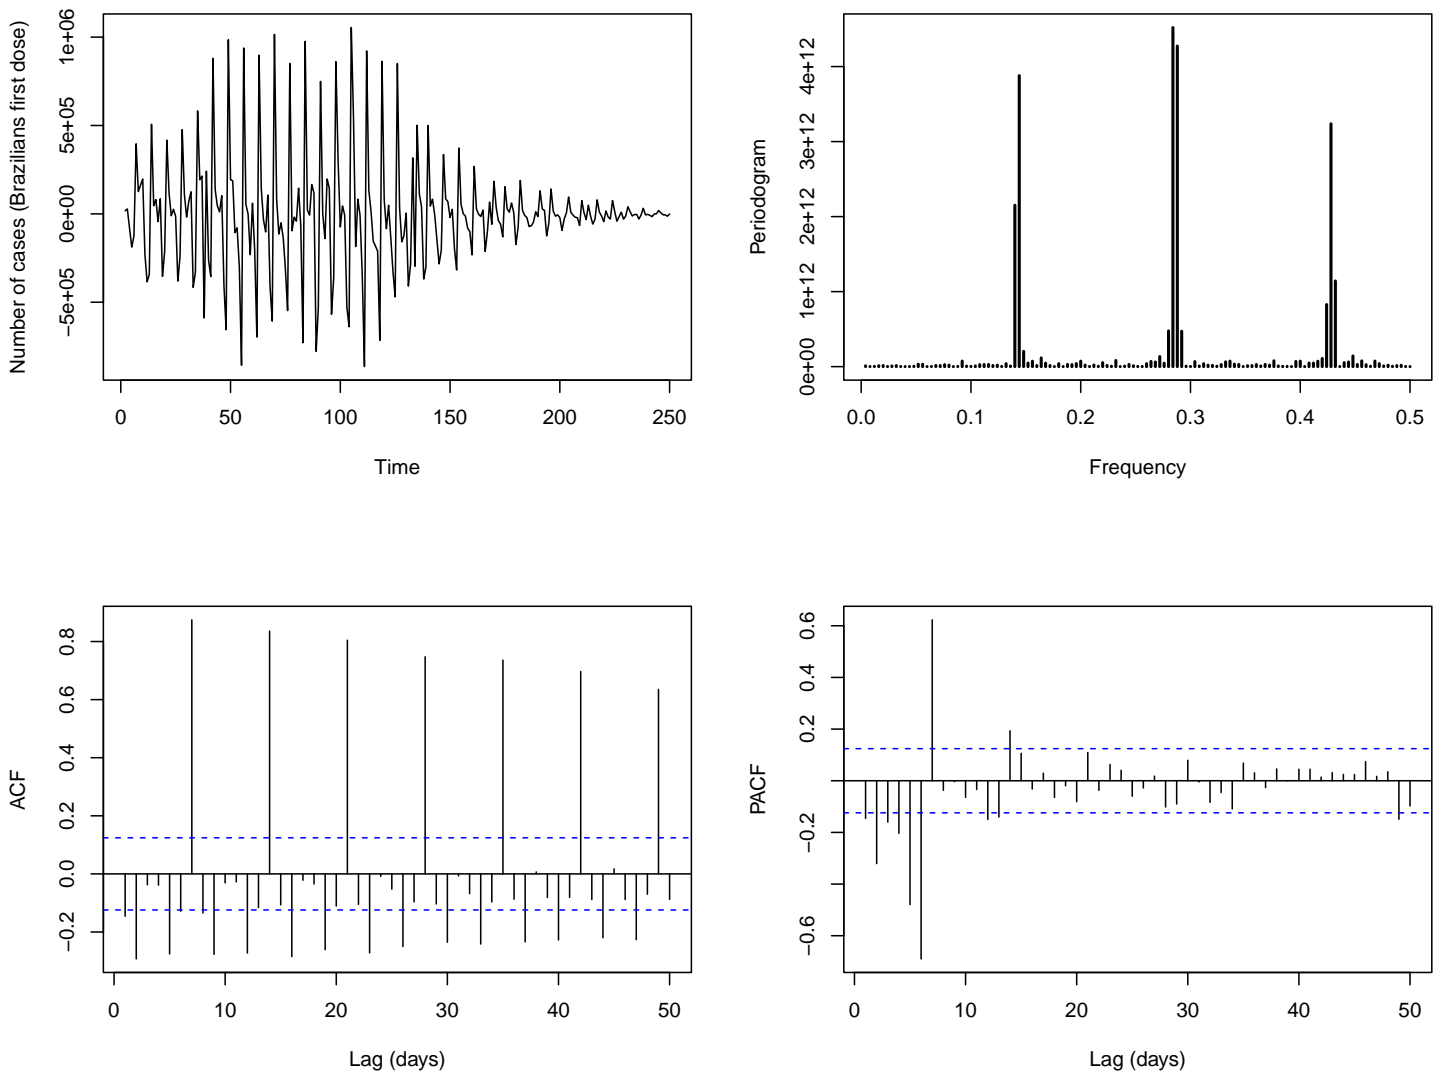 Number of cases (Brazilians first dose)
1e+06
5e+05
0e+00
−5e+05
0 50 100 150 200 250
Time
Periodogram
4e+12
3e+12
2e+12
1e+12
0e+00
0.0 0.1 0.2 0.3 0.4 0.5
Frequency
ACF
0.8
0.6
0.4
0.2
0.0
−0.2
0 10 20 30 40 50
Lag (days)
PACF
0.6
0.4
0.2
−0.2
−0.6
0 10 20 30 40 50
Lag (days)